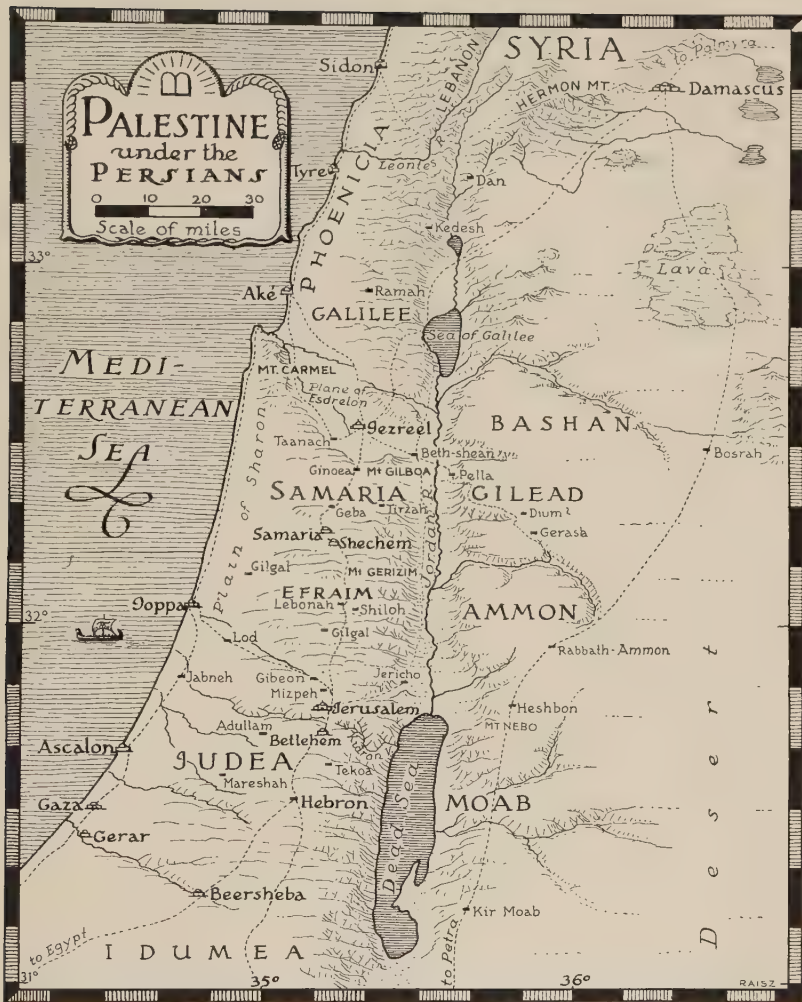 PALESTINE
under the
PERSIANS
0 10 20 30
Scale of miles
SYRIA
to Palmyra
Sidon
LEBANON
HERMON MT.
Damascus
Tyre
Leontes R.
Dan
PHOENICIA
Kedesh
33°
Lava
Aké
Ramah
GALILEE
Sea of Galilee
MEDI-
TERRANEAN
SEA
MT. CARMEL
Plane of
Esdrelon
Jezreel
BASHAN
Taanach
Beth-shean
Bosrah
Ginoea
Mt GILBOA
Pella
Plain of Sharon
SAMARIA
GILEAD
Geba
Tirzah
Dium
Samaria
Shechem
Gerasa
Jordan R.
Gilgal
Mt GERIZIM
EFRAIM
Joppa
Lebonah
Shiloh
AMMON
32°
Lod
Gilgal
Rabbath-Ammon
Jabneh
Gibeon
Mizpeh
Jericho
Jerusalem
Heshbon
MT NEBO
Adullam
Betlehem
Kidron
Ascalon
JUDEA
Tekoa
Mareshah
Gaza
Hebron
MOAB
Gerar
Dead Sea
Desert
Beersheba
Kir Moab
to Egypt
IDUMEA
to Petra
31°
35°
36°
RAISZ